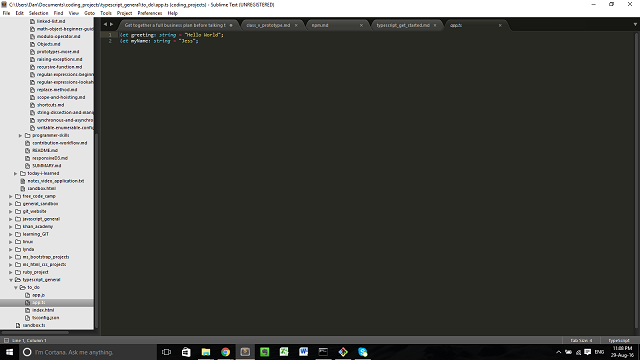 C:\Users\Dan\Documents\coding_projects\typescript_general\to_do\app.ts (coding_projects) - Sublime Text (UNREGISTERED)
File Edit Selection Find View Goto Tools Project Preferences Help
linked-list.md
math-object-beginner-guid
modulo-operator.md
Objects.md
prototypes-more.md
raising-exceptions.md
recursive-function.md
regular-expressions-beginn
regular-expressions-lookah
replace-method.md
scope-and-hoisting.md
shortcuts.md
string-dissection-and-mani
synchronous-and-asynchro
writable-enumerable-config
programmer-skills
contribution-workflow.md
README.md
responsiveD3.md
SUMMARY.md
today-i-learned
notes_video_application.txt
sandbox.html
free_code_camp
general_sandbox
git_website
javascript_general
khan_academy
learning_GIT
linux
lynda
ms_bootstrap_projects
ms_html_css_projects
ruby_project
typescript_general
to_do
app.js
app.ts
index.html
tsconfig.json
sandbox.ts
Get together a full business plan before talking t
class_v_prototype.md
npm.md
typescript_get_started.md
app.ts
1 let greeting: string = "Hello World";
2 let myName: string = "Jess";
Line 1, Column 1
Tab Size: 4
TypeScript
I'm Cortana. Ask me anything.
11:08 PM
29-Aug-16